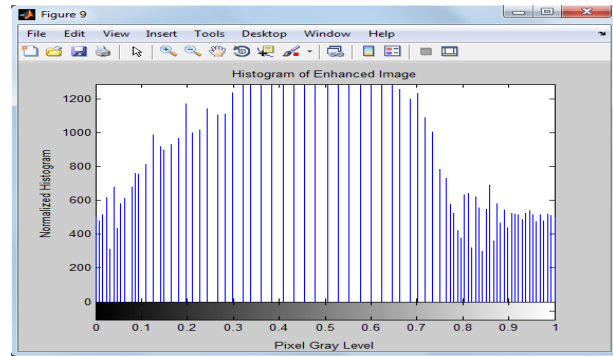 Figure 9
File Edit View Insert Tools Desktop Window Help
Histogram of Enhanced Image
Normalized Histogram
1200
1000
800
600
400
200
0
0 0.1 0.2 0.3 0.4 0.5 0.6 0.7 0.8 0.9 1
Pixel Gray Level